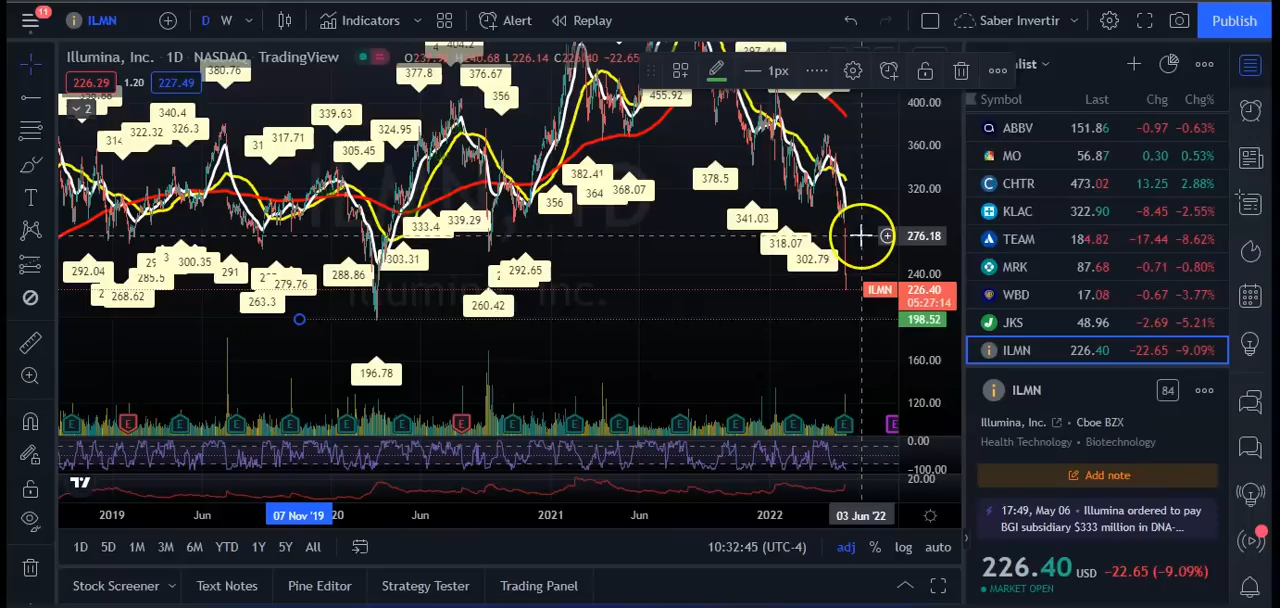 11
ILMN
D
W
Indicators
Alert
Replay
Saber Invertir
Publish
Illumina, Inc. · 1D · NASDAQ · TradingView
L226.14
-22.65
1px
226.29
1.20
227.49
2
380.76
340.4
322.32
326.3
317.71
339.63
305.45
324.95
377.8
376.67
356
455.92
382.41
364
368.07
356
333.4
339.29
303.31
378.5
341.03
318.07
302.79
292.04
268.62
285.5
300.35
291
263.3
279.76
288.86
292.65
260.42
196.78
400.00
360.00
320.00
276.18
240.00
ILMN
226.40
05:27:14
198.52
160.00
120.00
0.00
-100.00
20.00
2019
Jun
07 Nov '19
20
Jun
2021
Jun
2022
03 Jun '22
1D
5D
1M
3M
6M
YTD
1Y
5Y
All
10:32:45 (UTC-4)
adj
%
log
auto
Stock Screener
Text Notes
Pine Editor
Strategy Tester
Trading Panel
Symbol
Last
Chg
Chg%
ABBV 151.86 -0.97 -0.63%
MO 56.87 0.30 0.53%
CHTR 473.02 13.25 2.88%
KLAC 322.90 -8.45 -2.55%
TEAM 184.82 -17.44 -8.62%
MRK 87.68 -0.71 -0.80%
WBD 17.08 -0.67 -3.77%
JKS 48.96 -2.69 -5.21%
ILMN 226.40 -22.65 -9.09%
ILMN
84
Illumina, Inc. • Cboe BZX
Health Technology • Biotechnology
Add note
17:49, May 06 • Illumina ordered to pay
BGI subsidiary $333 million in DNA-...
226.40 USD -22.65 (-9.09%)
MARKET OPEN